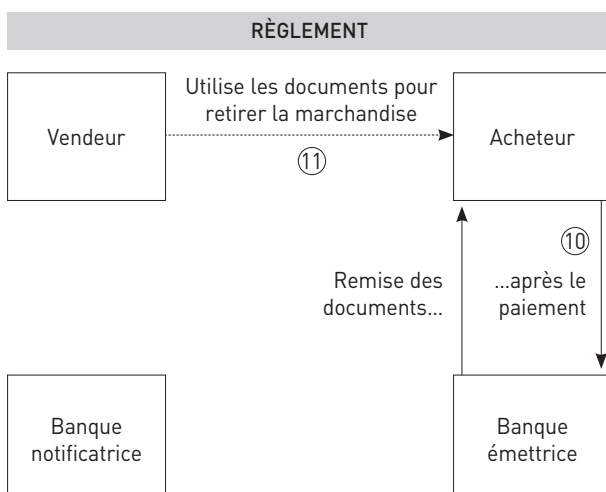 RÈGLEMENT
Utilise les documents pour
retirer la marchandise
Vendeur
Acheteur
11
10
Remise des
documents...
...après le
paiement
Banque
notificatrice
Banque
émettrice